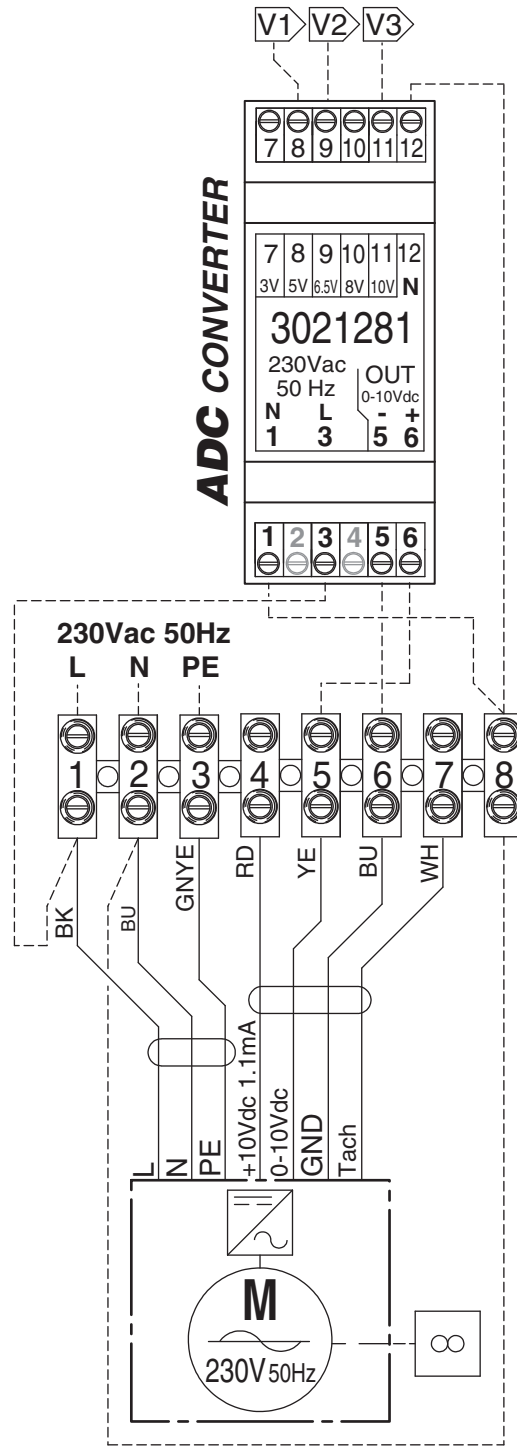 V1 V2 V3
7 8 9 10 11 12
ADC CONVERTER
7 8 9 10 11 12
3V 5V 6.5V 8V 10V N
3021281
230Vac
50 Hz
OUT
0-10Vdc
N L - +
1 3 5 6
1 2 3 4 5 6
230Vac 50Hz
L N PE
1 2 3 4 5 6 7 8
BK BU GNYE RD YE BU WH
L N PE +10Vdc 1.1mA 0-10Vdc GND Tach
M
230V 50Hz